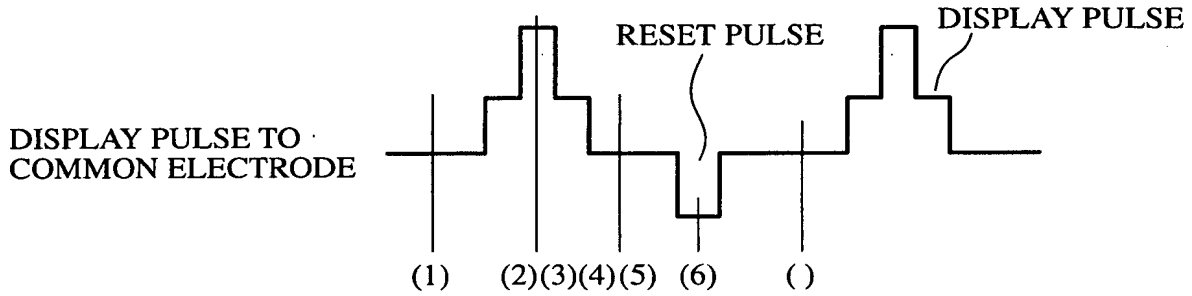 RESET PULSE
DISPLAY PULSE
DISPLAY PULSE TO
COMMON ELECTRODE
(1) (2)(3)(4)(5) (6) ( )